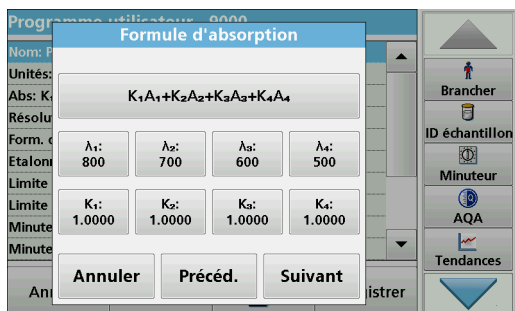 Programme utilisateur 9000
Formule d'absorption
Nom: P
Unités:
Abs: K₁
Résolu
Form. c
Etalonn
Limite
Limite
Minute
Minute
K₁A₁+K₂A₂+K₃A₃+K₄A₄
λ₁: λ₂: λ₃: λ₄:
800 700 600 500
K₁: K₂: K₃: K₄:
1.0000 1.0000 1.0000 1.0000
Annuler Précéd. Suivant
An istrer
Brancher
ID échantillon
Minuteur
AQA
Tendances